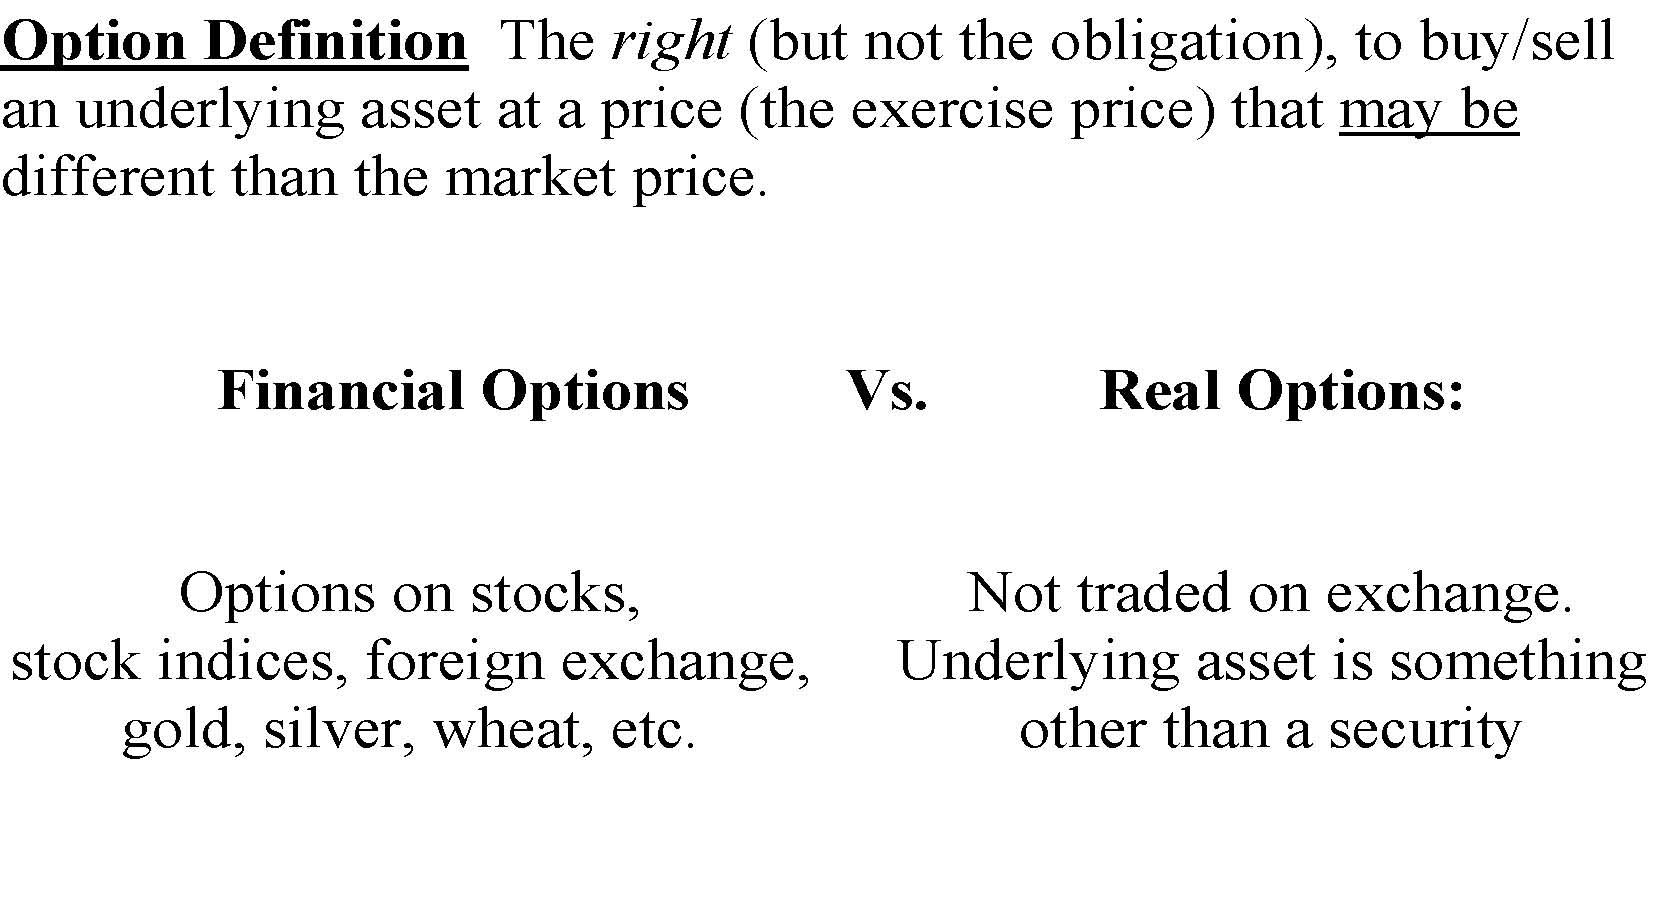 Option Definition The right (but not the obligation), to buy/sell
an underlying asset at a price (the exercise price) that may be
different than the market price.
Financial Options Vs. Real Options:
Options on stocks,
stock indices, foreign exchange,
gold, silver, wheat, etc.
Not traded on exchange.
Underlying asset is something
other than a security